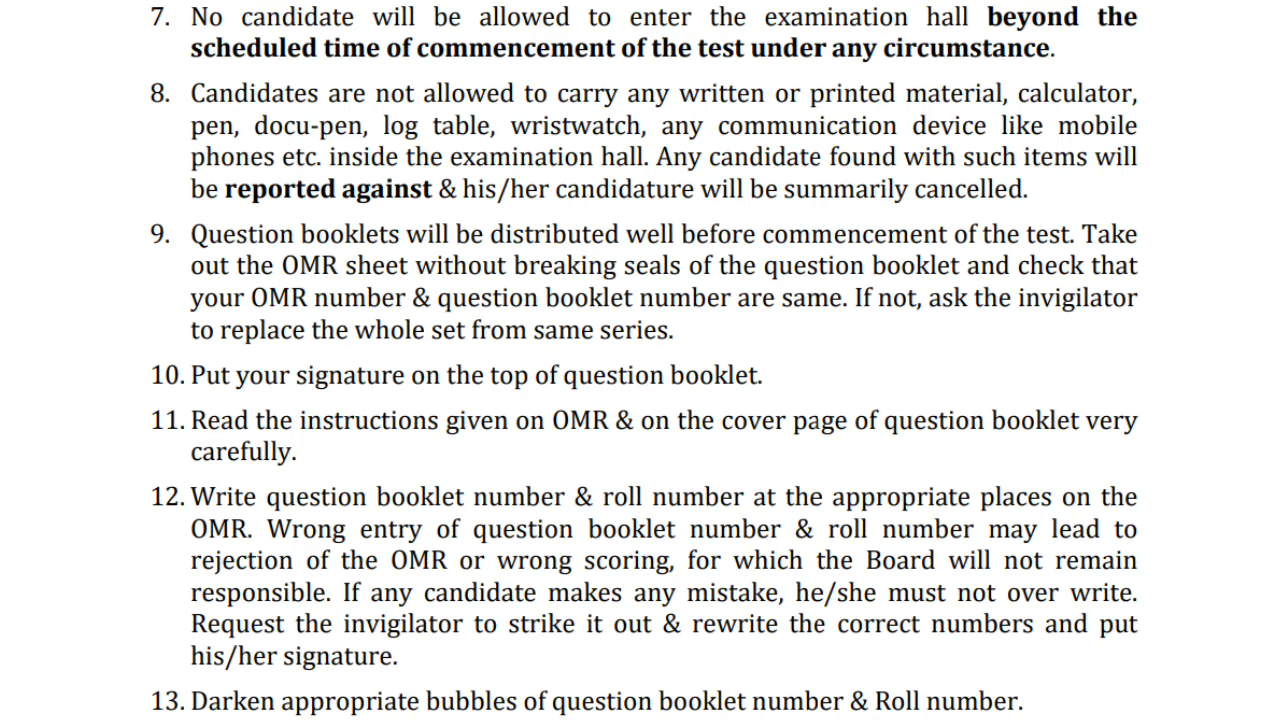 7. No candidate will be allowed to enter the examination hall beyond the
scheduled time of commencement of the test under any circumstance.
8. Candidates are not allowed to carry any written or printed material, calculator,
pen, docu-pen, log table, wristwatch, any communication device like mobile
phones etc. inside the examination hall. Any candidate found with such items will
be reported against & his/her candidature will be summarily cancelled.
9. Question booklets will be distributed well before commencement of the test. Take
out the OMR sheet without breaking seals of the question booklet and check that
your OMR number & question booklet number are same. If not, ask the invigilator
to replace the whole set from same series.
10. Put your signature on the top of question booklet.
11. Read the instructions given on OMR & on the cover page of question booklet very
carefully.
12. Write question booklet number & roll number at the appropriate places on the
OMR. Wrong entry of question booklet number & roll number may lead to
rejection of the OMR or wrong scoring, for which the Board will not remain
responsible. If any candidate makes any mistake, he/she must not over write.
Request the invigilator to strike it out & rewrite the correct numbers and put
his/her signature.
13. Darken appropriate bubbles of question booklet number & Roll number.